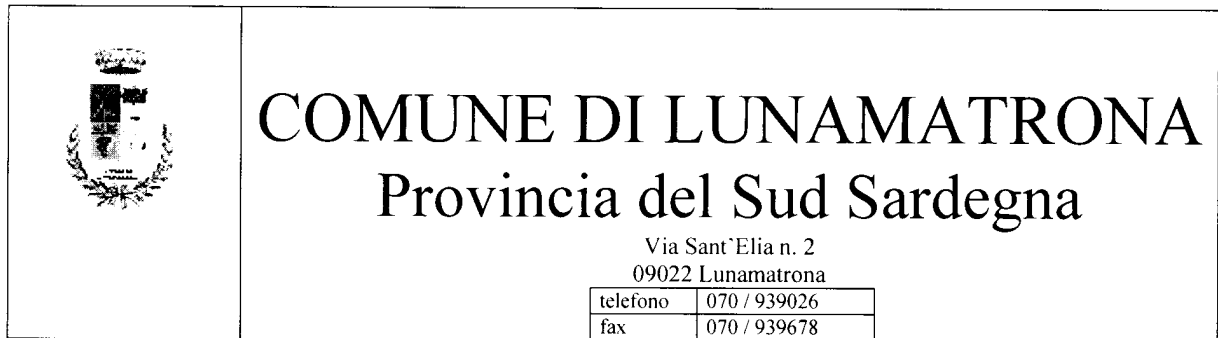 COMUNE DI LUNAMATRONA
Provincia del Sud Sardegna
Via Sant`Elia n. 2
09022 Lunamatrona
telefono 070 / 939026
fax 070 / 939678